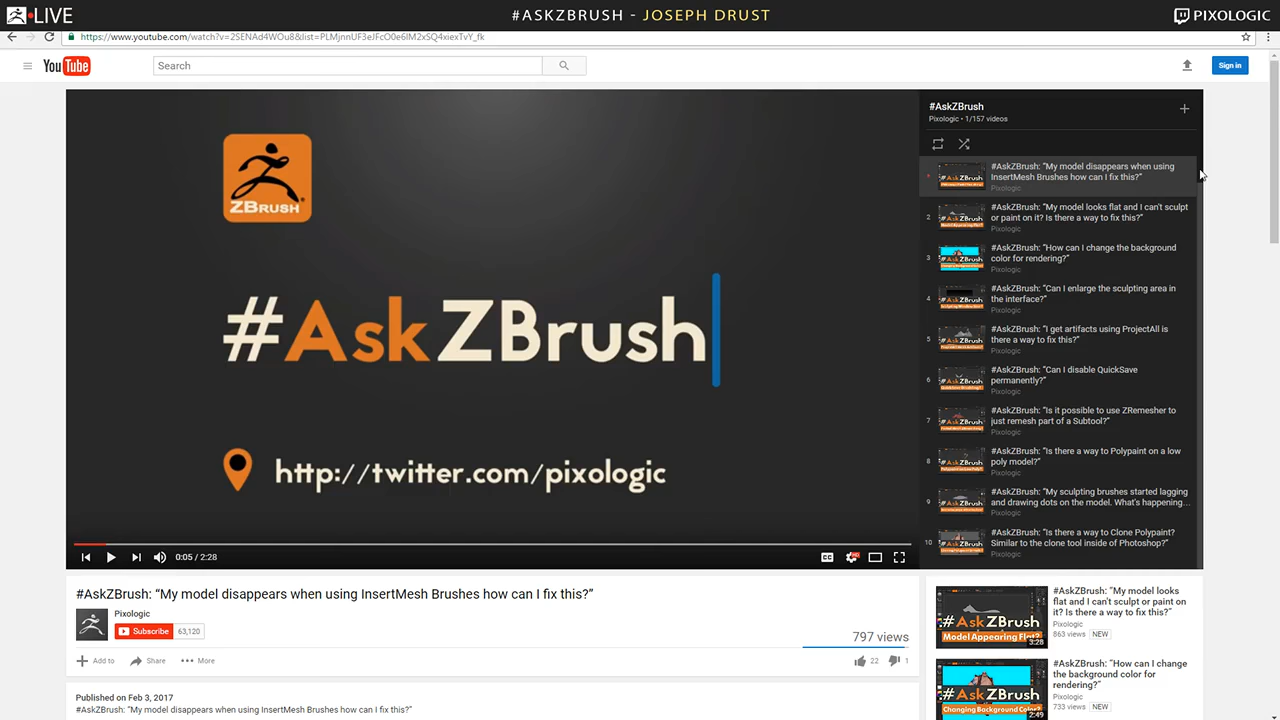 LIVE
#ASKZBRUSH - JOSEPH DRUST
PIXOLOGIC
https://www.youtube.com/watch?v=2SENAd4WOu8&list=PLMjnnUF3eJFcO0e6IM2xSQ4xiexTvY_fk
YouTube
Search
Sign in
ZBRUSH
#AskZBrush
http://twitter.com/pixologic
0:05 / 2:28
CC
HD
#AskZBrush
Pixologic • 1/157 videos
#AskZBrush: "My model disappears when using
InsertMesh Brushes how can I fix this?"
Pixologic
2
#AskZBrush: "My model looks flat and I can't sculpt
or paint on it? Is there a way to fix this?"
Pixologic
3
#AskZBrush: "How can I change the background
color for rendering?"
Pixologic
4
#AskZBrush: "Can I enlarge the sculpting area in
the interface?"
Pixologic
5
#AskZBrush: "I get artifacts using ProjectAll is
there a way to fix this?"
Pixologic
6
#AskZBrush: "Can I disable QuickSave
permanently?"
Pixologic
7
#AskZBrush: "Is it possible to use ZRemesher to
just remesh part of a Subtool?"
Pixologic
8
#AskZBrush: "Is there a way to Polypaint on a low
poly model?"
Pixologic
9
#AskZBrush: "My sculpting brushes started lagging
and drawing dots on the model. What's happening...
Pixologic
10
#AskZBrush: "Is there a way to Clone Polypaint?
Similar to the clone tool inside of Photoshop?"
Pixologic
#AskZBrush: "My model disappears when using InsertMesh Brushes how can I fix this?"
Pixologic
Subscribe 63,120
797 views
Add to Share More
22 1
Published on Feb 3, 2017
#AskZBrush: "My model disappears when using InsertMesh Brushes how can I fix this?"
#AskZBrush
Model Appearing Flat?
3:28
#AskZBrush: "My model looks
flat and I can't sculpt or paint on
it? Is there a way to fix this?"
Pixologic
863 views NEW
#AskZBrush
Changing Background Color?
2:49
#AskZBrush: "How can I change
the background color for
rendering?"
Pixologic
733 views NEW